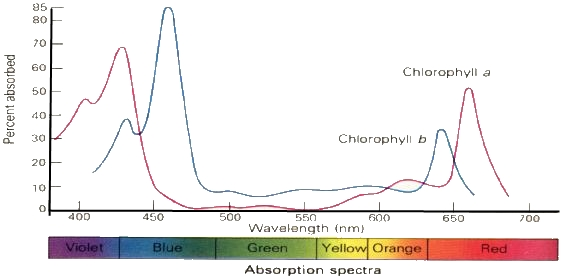 85
80
70
60
50
40
30
20
10
0
Percent absorbed
Chlorophyll a
Chlorophyll b
400 450 500 550 600 650 700
Wavelength (nm)
Violet Blue Green Yellow Orange Red
Absorption spectra